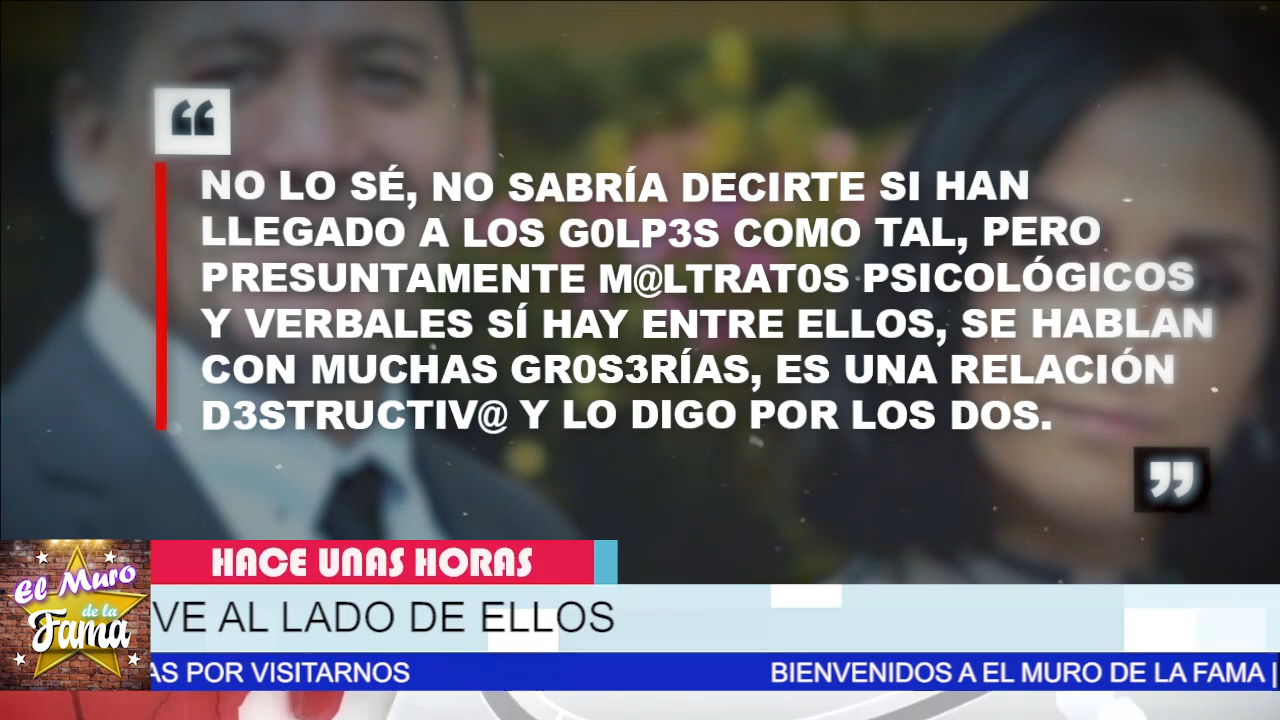 “
NO LO SÉ, NO SABRÍA DECIRTE SI HAN
LLEGADO A LOS G0LP3S COMO TAL, PERO
PRESUNTAMENTE M@LTRAT0S PSICOLÓGICOS
Y VERBALES SÍ HAY ENTRE ELLOS, SE HABLAN
CON MUCHAS GR0S3RÍAS, ES UNA RELACIÓN
D3STRUCTIV@ Y LO DIGO POR LOS DOS.
”
HACE UNAS HORAS
El Muro
de la
Fama
VE AL LADO DE ELLOS
AS POR VISITARNOS BIENVENIDOS A EL MURO DE LA FAMA |